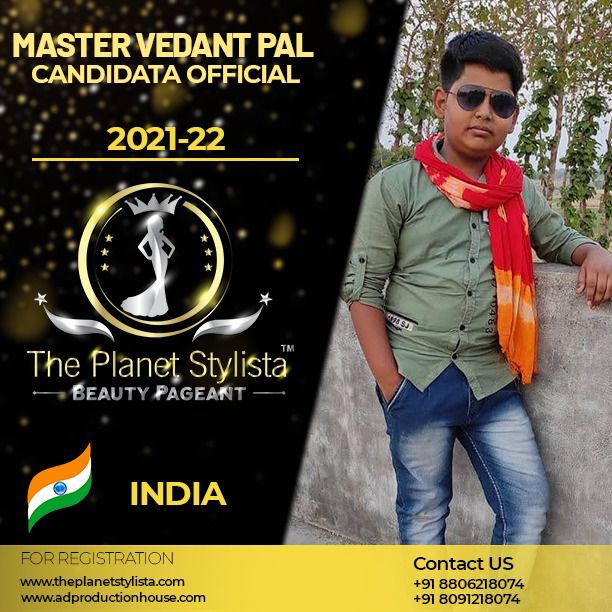 MASTER VEDANT PAL
CANDIDATA OFFICIAL
2021-22
The Planet Stylista™
BEAUTY PAGEANT
INDIA
FOR REGISTRATION
www.theplanetstylista.com
www.adproductionhouse.com
Contact US
+91 8806218074
+91 8091218074